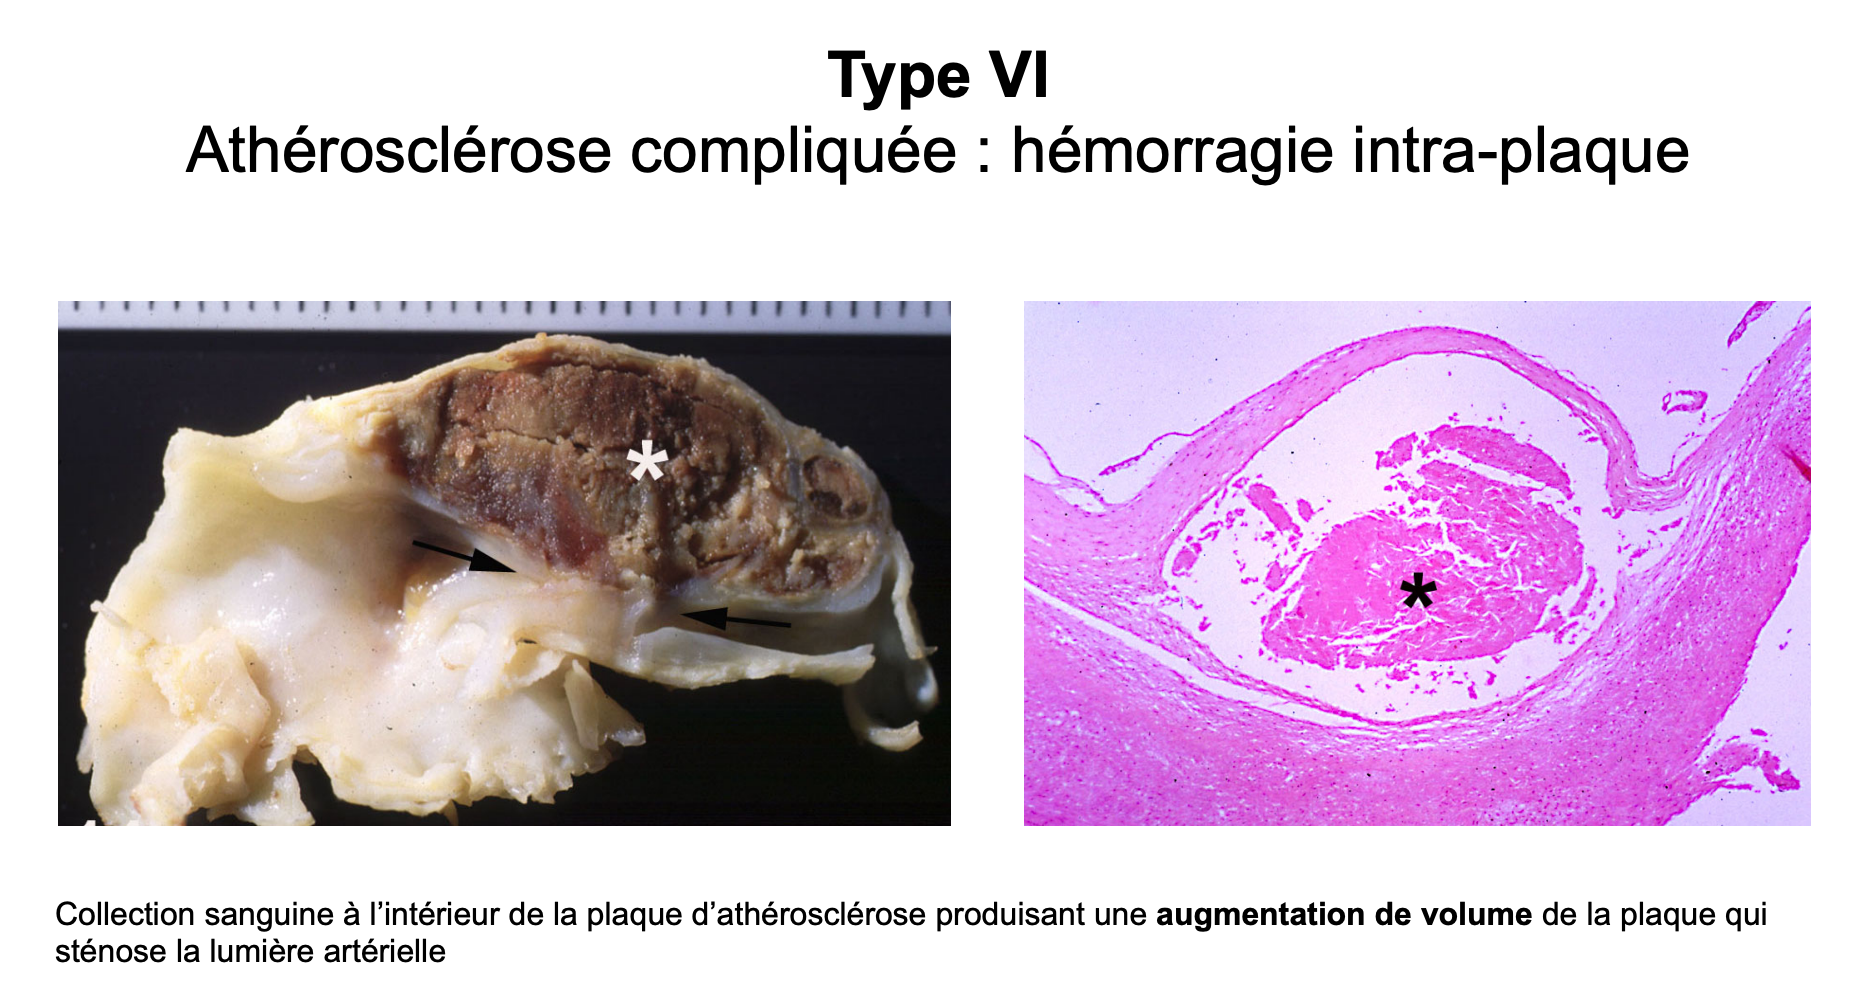 Type VI
Athérosclérose compliquée : hémorragie intra-plaque
*
*
Collection sanguine à l’intérieur de la plaque d’athérosclérose produisant une augmentation de volume de la plaque qui
sténose la lumière artérielle